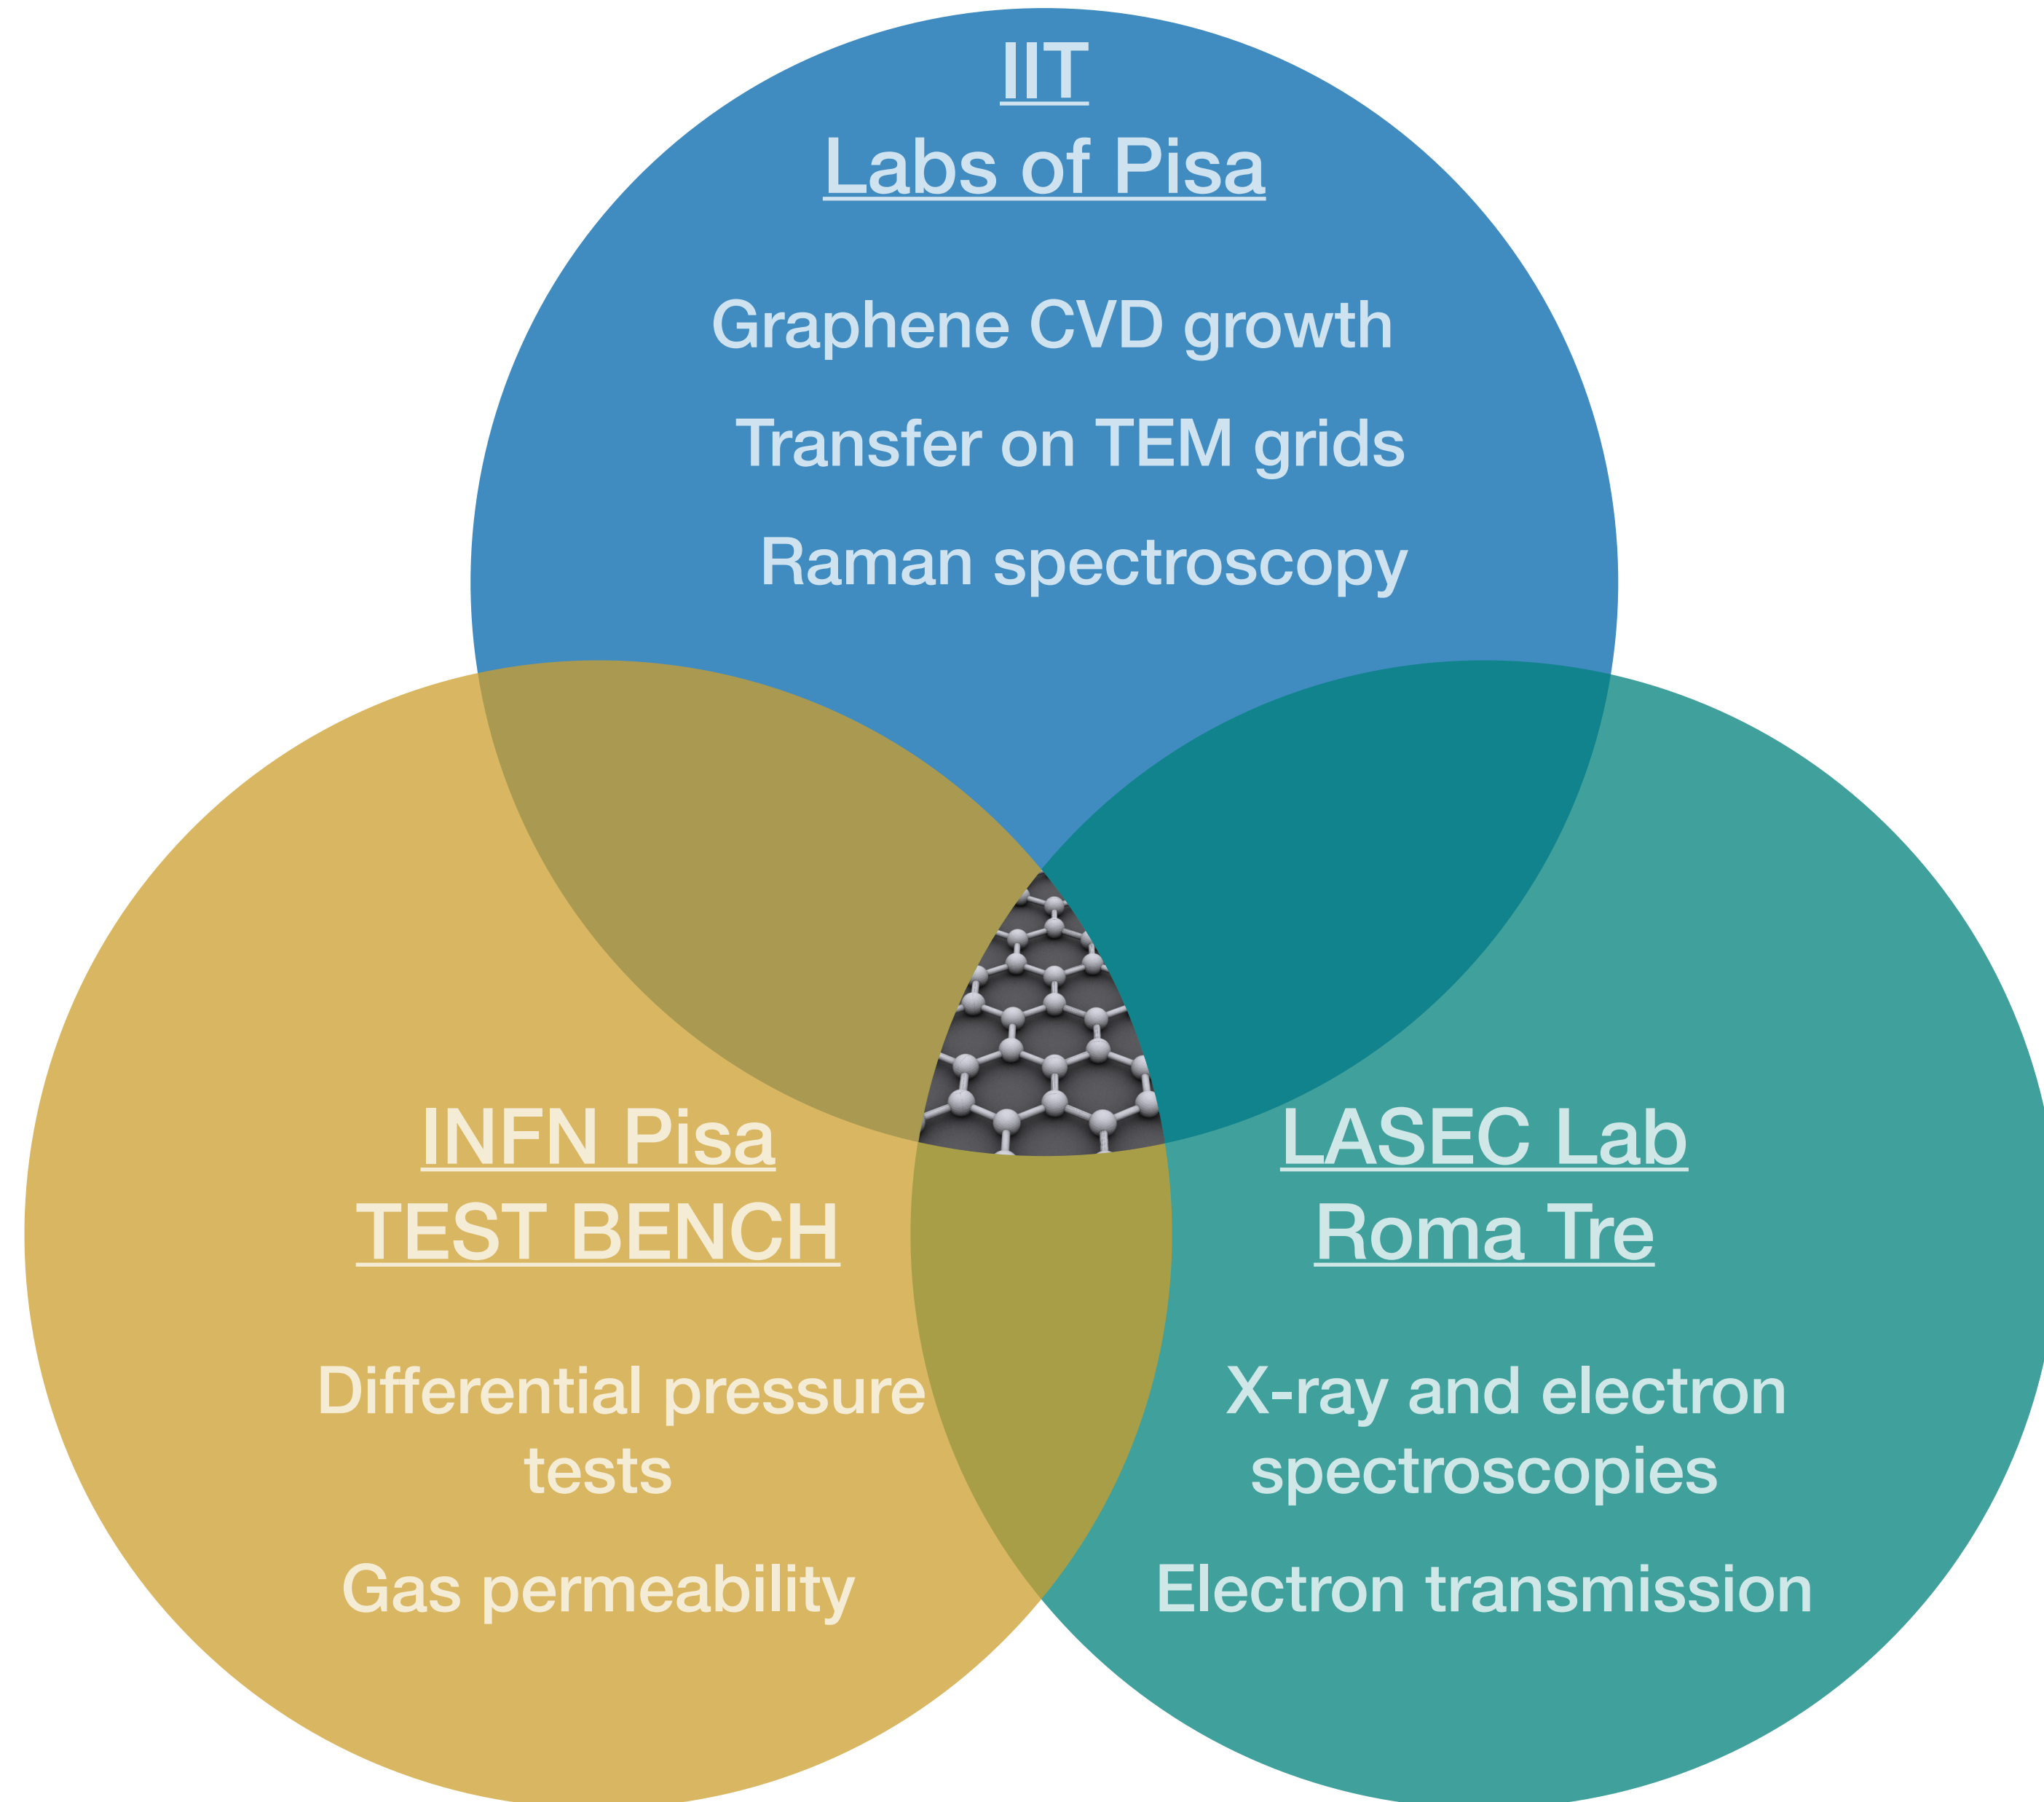 IIT
Labs of Pisa
Graphene CVD growth
Transfer on TEM grids
Raman spectroscopy
INFN Pisa
TEST BENCH
Differential pressure
tests
Gas permeability
LASEC Lab
Roma Tre
X-ray and electron
spectroscopies
Electron transmission